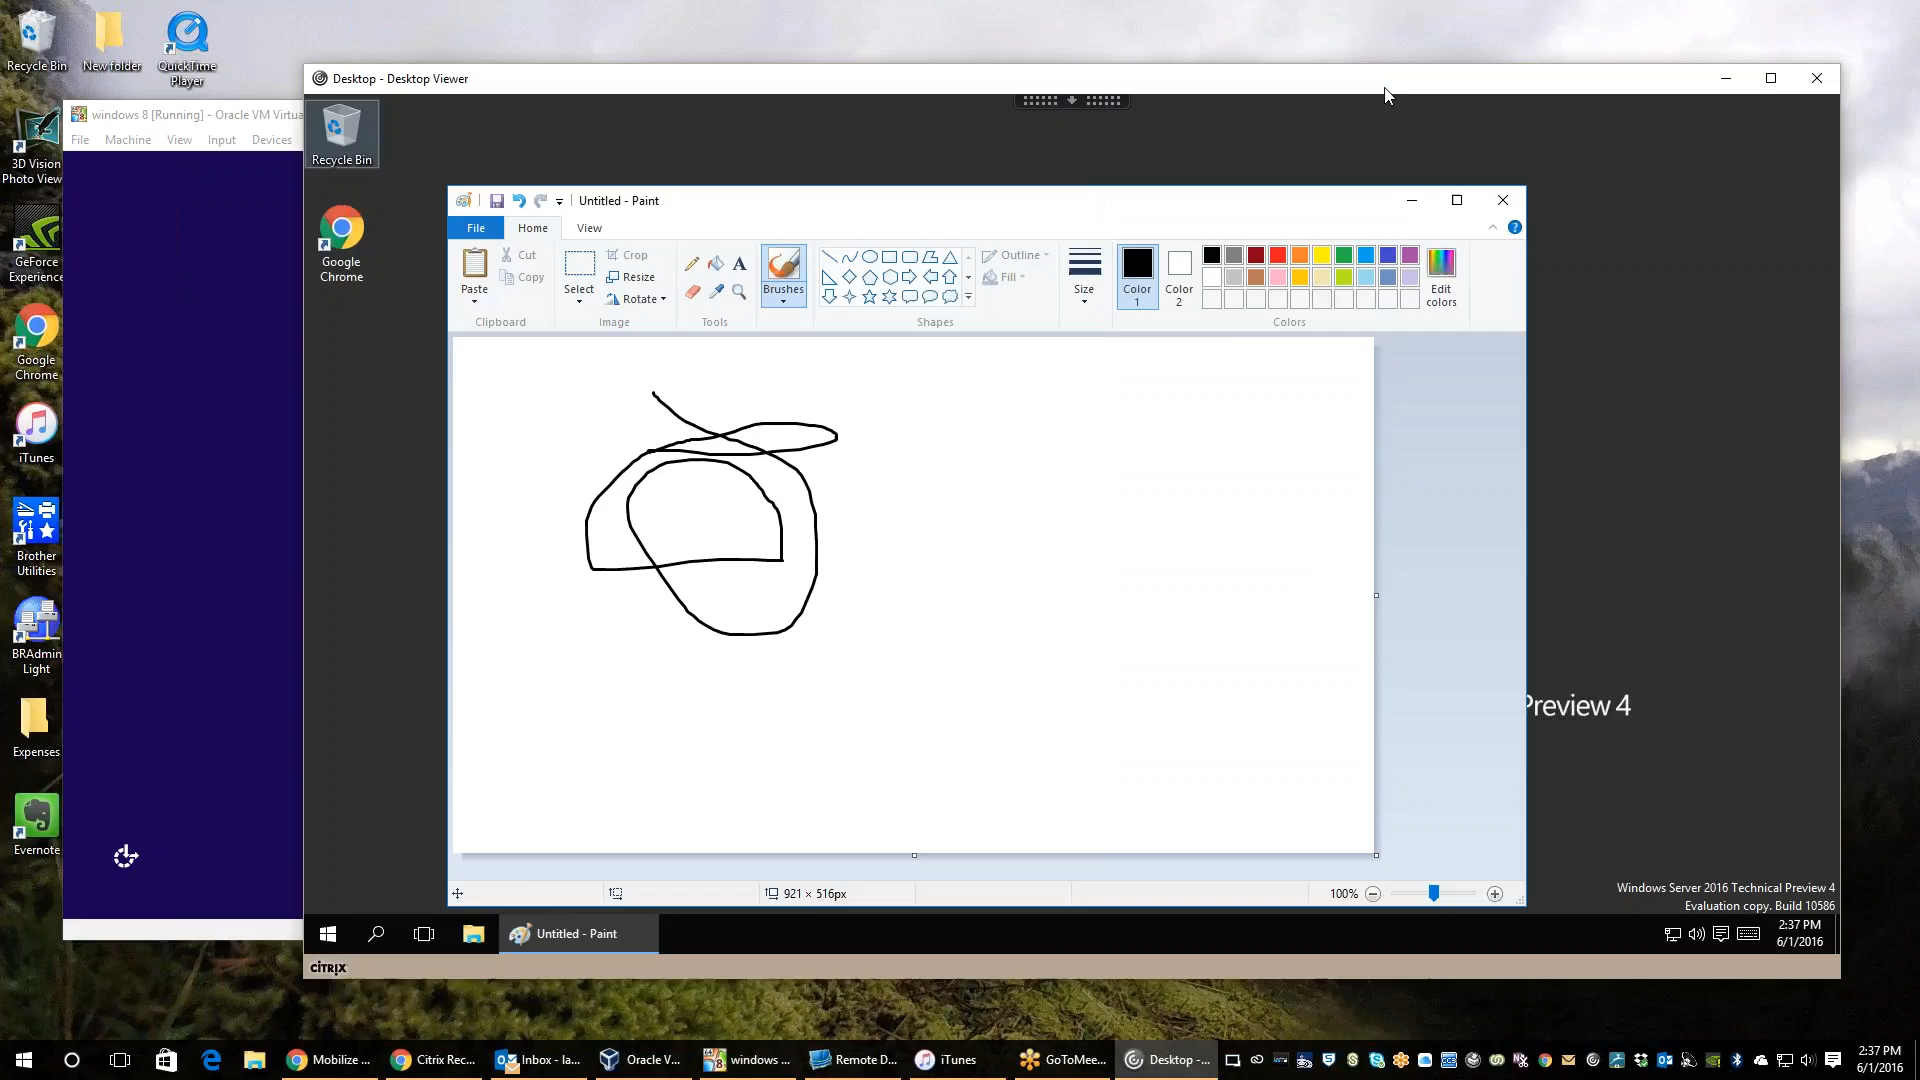 Recycle Bin
New folder
QuickTime
Player
3D Vision
Photo View
GeForce
Experience
Google
Chrome
iTunes
Brother
Utilities
BRAdmin
Light
Expenses
Evernote
windows 8 [Running] - Oracle VM Virtua
File Machine View Input Devices
Desktop - Desktop Viewer
Recycle Bin
Google
Chrome
Untitled - Paint
File Home View
Paste
Cut
Copy
Clipboard
Select
Crop
Resize
Rotate
Image
A
Tools
Brushes
Shapes
Outline
Fill
Size
Color
1
Color
2
Edit
colors
Colors
921 × 516px
100%
Preview 4
Windows Server 2016 Technical Preview 4
Evaluation copy. Build 10586
Untitled - Paint
2:37 PM
6/1/2016
CITRIX
Mobilize ...
Citrix Rec...
Inbox - la...
Oracle V...
windows ...
Remote D...
iTunes
GoToMee...
Desktop -...
2:37 PM
6/1/2016